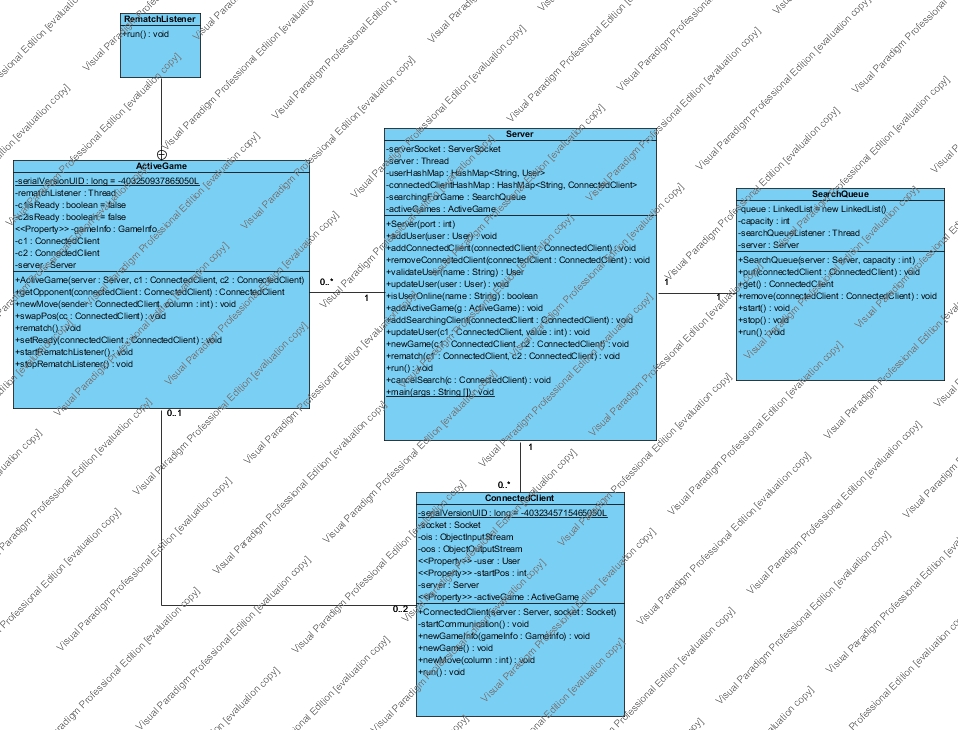 RematchListener
+run() : void
ActiveGame
-serialVersionUID : long = -403250937865050L
-rematchListener : Thread
-c1isReady : boolean = false
-c2isReady : boolean = false
<<Property>> -gameInfo : GameInfo
-c1 : ConnectedClient
-c2 : ConnectedClient
-server : Server
+ActiveGame(server : Server, c1 : ConnectedClient, c2 : ConnectedClient)
+getOpponent(connectedClient : ConnectedClient) : ConnectedClient
+newMove(sender : ConnectedClient, column : int) : void
+swapPos(cc : ConnectedClient) : void
+rematch() : void
+setReady(connectedClient : ConnectedClient) : void
+startRematchListener() : void
+stopRematchListener() : void
0..*
1
Server
-serverSocket : ServerSocket
-server : Thread
-userHashMap : HashMap<String, User>
-connectedClientHashMap : HashMap<String, ConnectedClient>
-searchingForGame : SearchQueue
-activeGames : ActiveGame
+Server(port : int)
+addUser(user : User) : void
+addConnectedClient(connectedClient : ConnectedClient) : void
+removeConnectedClient(connectedClient : ConnectedClient) : void
+validateUser(name : String) : User
+updateUser(user : User) : void
+isUserOnline(name : String) : boolean
+addActiveGame(g : ActiveGame) : void
+addSearchingClient(connectedClient : ConnectedClient) : void
+updateUser(c1 : ConnectedClient, value : int) : void
+newGame(c1 : ConnectedClient, c2 : ConnectedClient) : void
+rematch(c1 : ConnectedClient, c2 : ConnectedClient) : void
+run() : void
+cancelSearch(c : ConnectedClient) : void
+main(args : String []) : void
1
1
SearchQueue
-queue : LinkedList = new LinkedList()
-capacity : int
-searchQueueListener : Thread
-server : Server
+SearchQueue(server : Server, capacity : int)
+put(connectedClient : ConnectedClient) : void
+get() : ConnectedClient
+remove(connectedClient : ConnectedClient) : void
+start() : void
+stop() : void
+run() : void
0..1
1
0..*
ConnectedClient
-serialVersionUID : long = -4032345715465050L
-socket : Socket
-ois : ObjectInputStream
-oos : ObjectOutputStream
<<Property>> -user : User
<<Property>> -startPos : int
-server : Server
<<Property>> -activeGame : ActiveGame
+ConnectedClient(server : Server, socket : Socket)
-startCommunication() : void
+newGameInfo(gameInfo : GameInfo) : void
+newGame() : void
+newMove(column : int) : void
+run() : void
0..2
Visual Paradigm Professional Edition [evaluation copy]